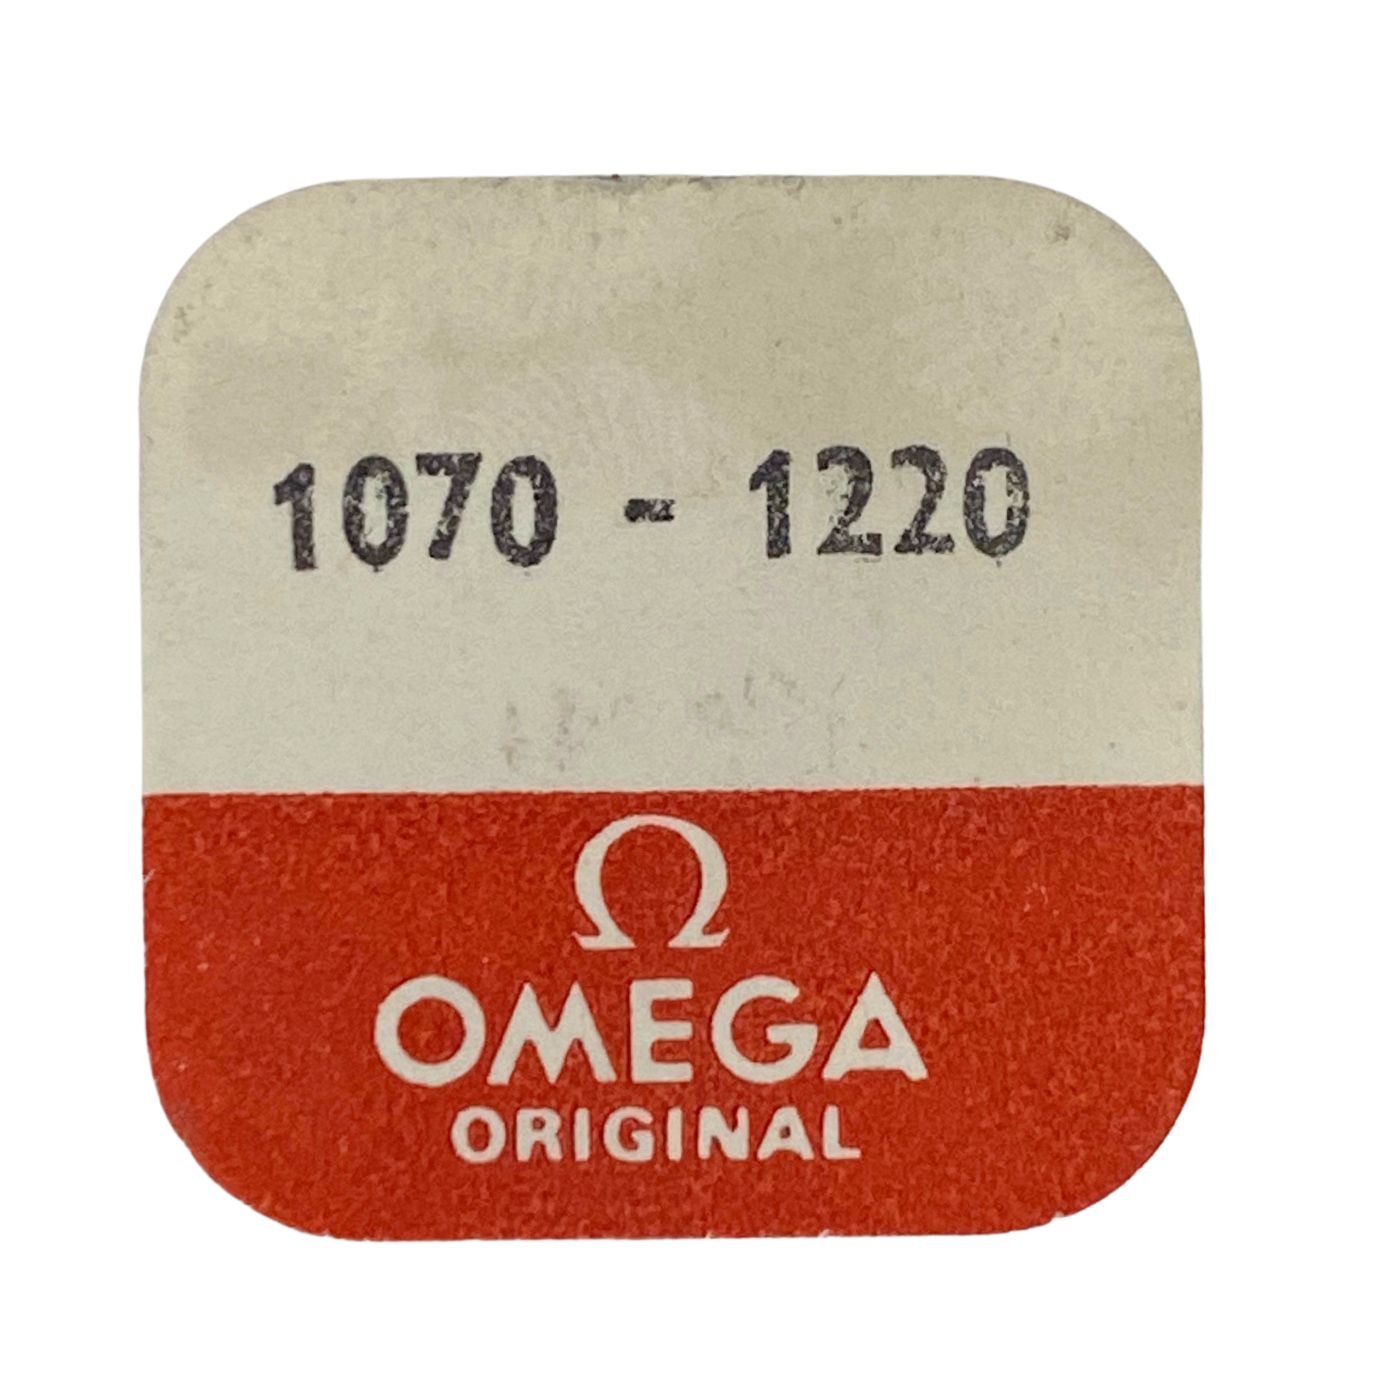 1070 - 1220
Ω
OMEGA
ORIGINAL